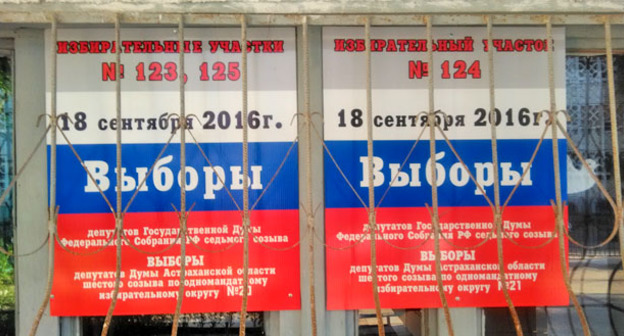 ИЗБИРАТЕЛЬНЫЕ УЧАСТКИ
№ 123, 125
18 сентября 2016г.
Выборы
депутатов Государственной Думы
Федерального Собрания РФ седьмого созыва
ВЫБОРЫ
депутатов Думы Астраханской области
шестого созыва по одномандатному
избирательному округу №20
ИЗБИРАТЕЛЬНЫЙ УЧАСТОК
№ 124
18 сентября 2016г.
Выборы
депутатов Государственной Думы
Федерального Собрания РФ седьмого созыва
ВЫБОРЫ
депутатов Думы Астраханской области
шестого созыва по одномандатному
избирательному округу №21